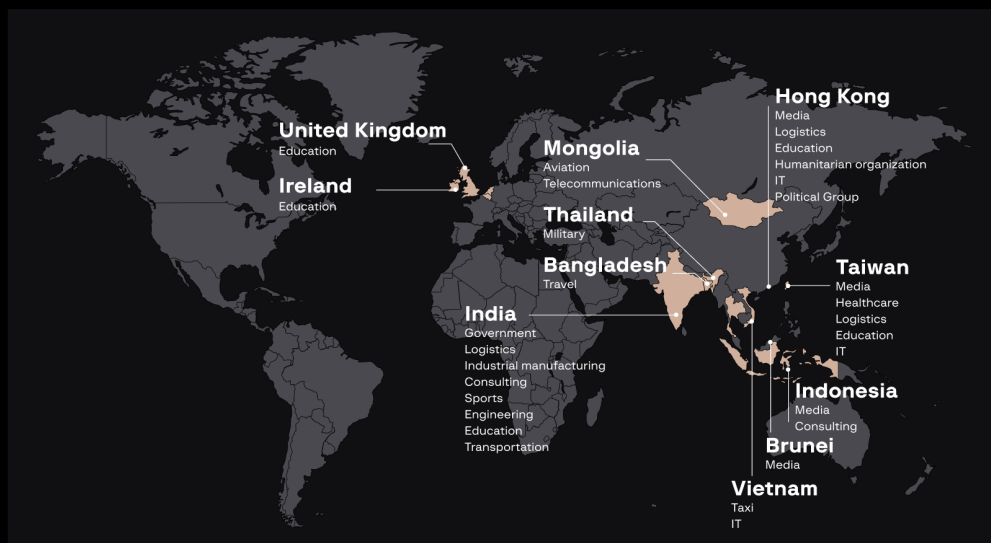 United Kingdom
Education
Ireland
Education
Mongolia
Aviation
Telecommunications
Thailand
Military
Bangladesh
Travel
India
Government
Logistics
Industrial manufacturing
Consulting
Sports
Engineering
Education
Transportation
Hong Kong
Media
Logistics
Education
Humanitarian organization
IT
Political Group
Taiwan
Media
Healthcare
Logistics
Education
IT
Indonesia
Media
Consulting
Brunei
Media
Vietnam
Taxi
IT